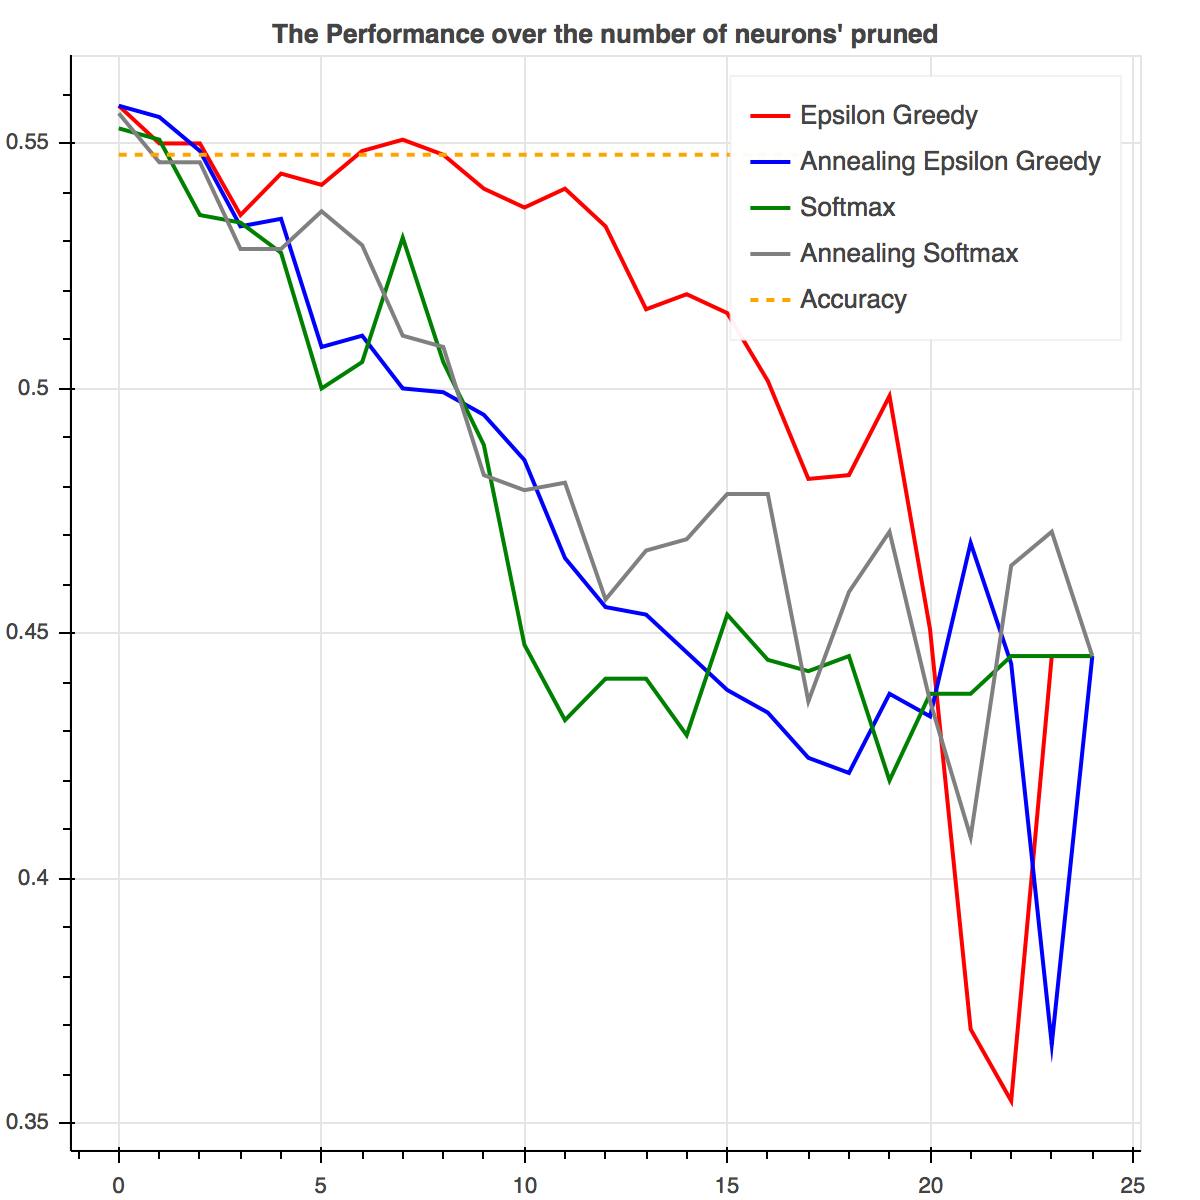 The Performance over the number of neurons' pruned
Epsilon Greedy
Annealing Epsilon Greedy
Softmax
Annealing Softmax
Accuracy
0.55
0.5
0.45
0.4
0.35
0 5 10 15 20 25